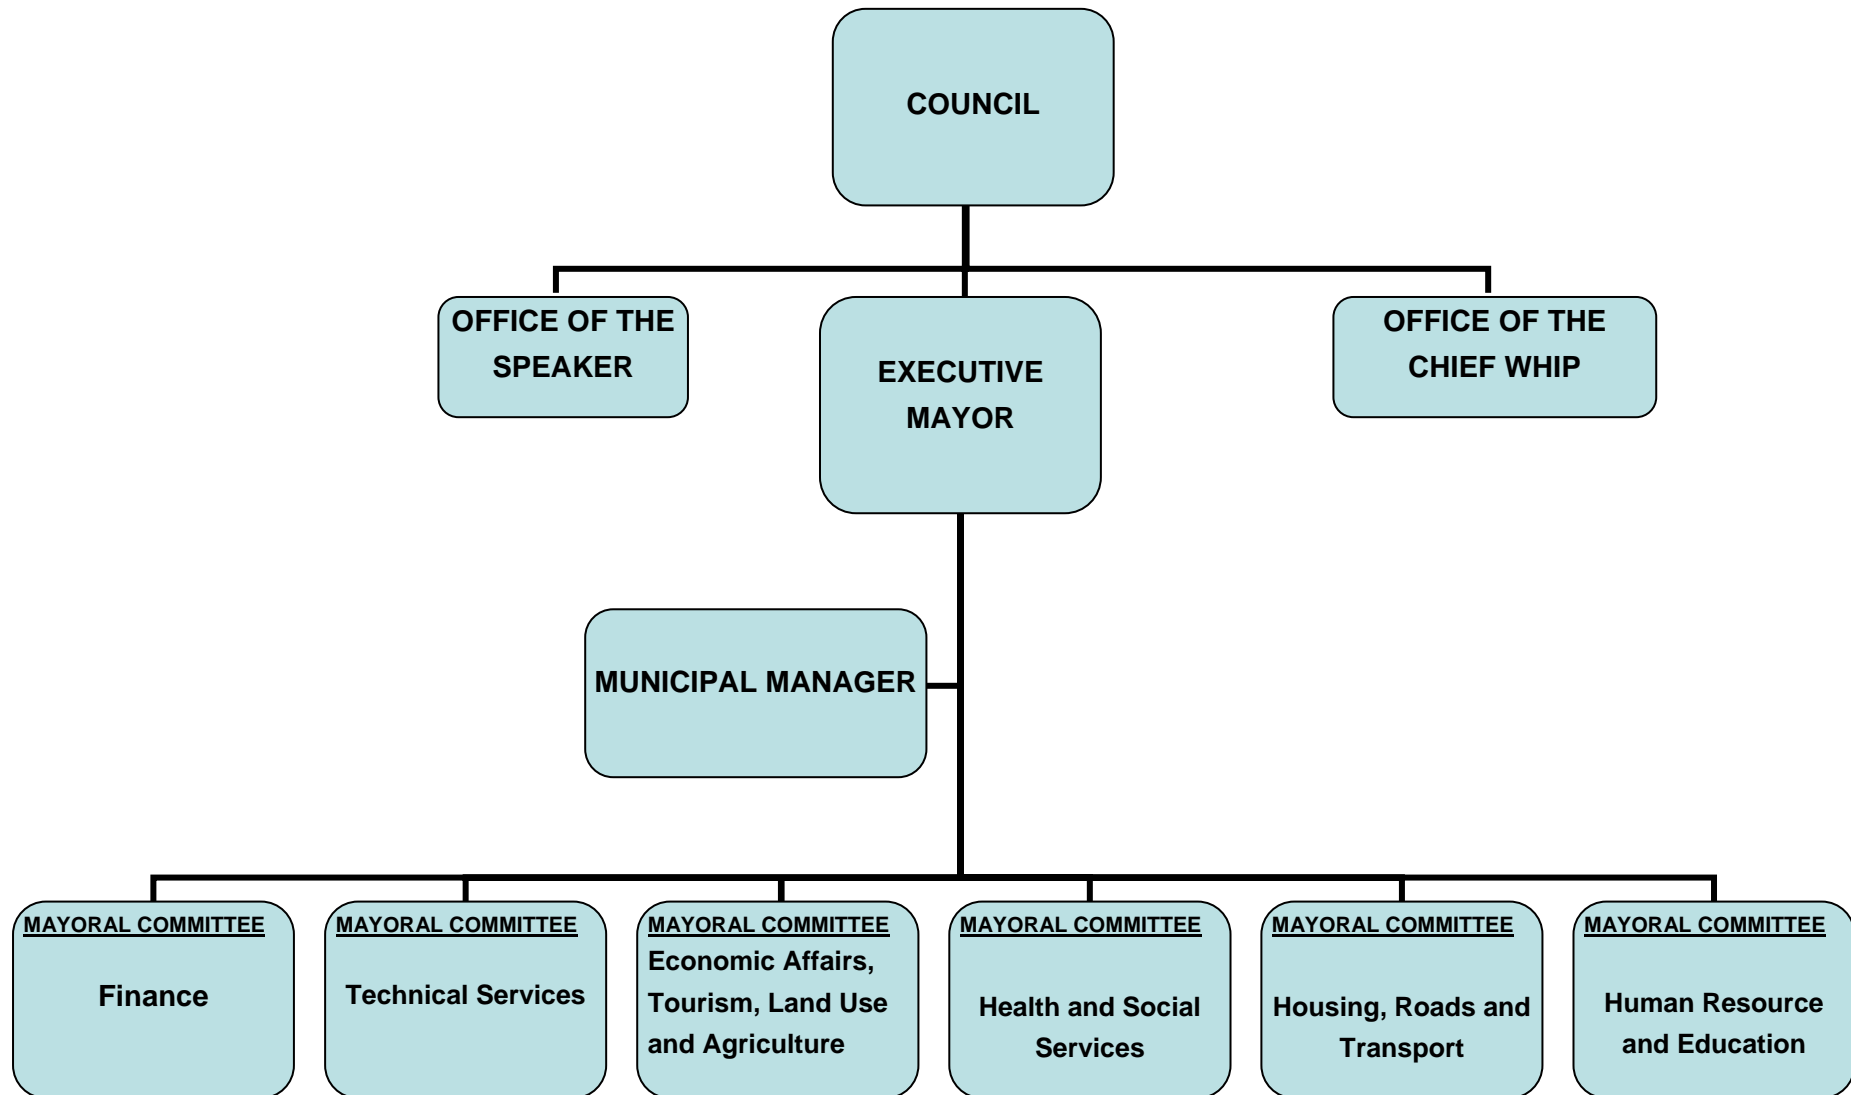 COUNCIL
OFFICE OF THE
SPEAKER
EXECUTIVE
MAYOR
OFFICE OF THE
CHIEF WHIP
MUNICIPAL MANAGER
MAYORAL COMMITTEE
Finance
MAYORAL COMMITTEE
Technical Services
MAYORAL COMMITTEE
Economic Affairs,
Tourism, Land Use
and Agriculture
MAYORAL COMMITTEE
Health and Social
Services
MAYORAL COMMITTEE
Housing, Roads and
Transport
MAYORAL COMMITTEE
Human Resource
and Education